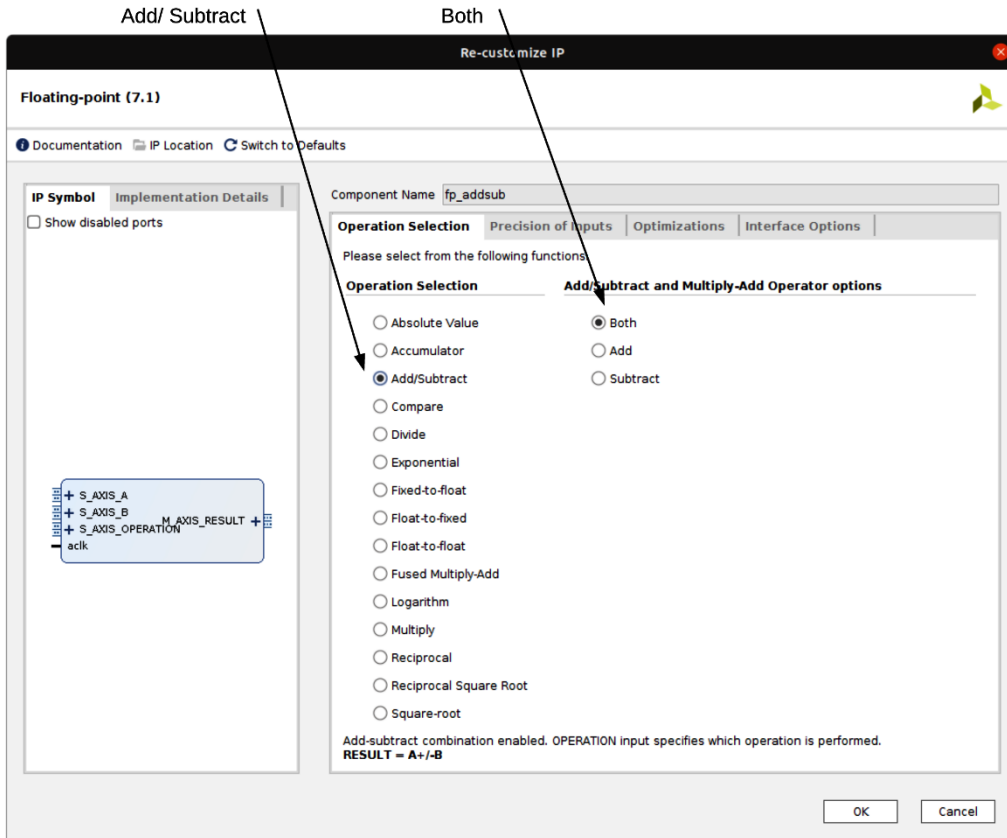 Add/ Subtract
Both
Re-customize IP
Floating-point (7.1)
Documentation IP Location Switch to Defaults
IP Symbol Implementation Details
Show disabled ports
S_AXIS_A
S_AXIS_B
S_AXIS_OPERATION
aclk
M_AXIS_RESULT
Component Name fp_addsub
Operation Selection Precision of Inputs Optimizations Interface Options
Please select from the following functions:
Operation Selection
Absolute Value
Accumulator
Add/Subtract
Compare
Divide
Exponential
Fixed-to-float
Float-to-fixed
Float-to-float
Fused Multiply-Add
Logarithm
Multiply
Reciprocal
Reciprocal Square Root
Square-root
Add/Subtract and Multiply-Add Operator options
Both
Add
Subtract
Add-subtract combination enabled. OPERATION input specifies which operation is performed.
RESULT = A+/-B
OK Cancel